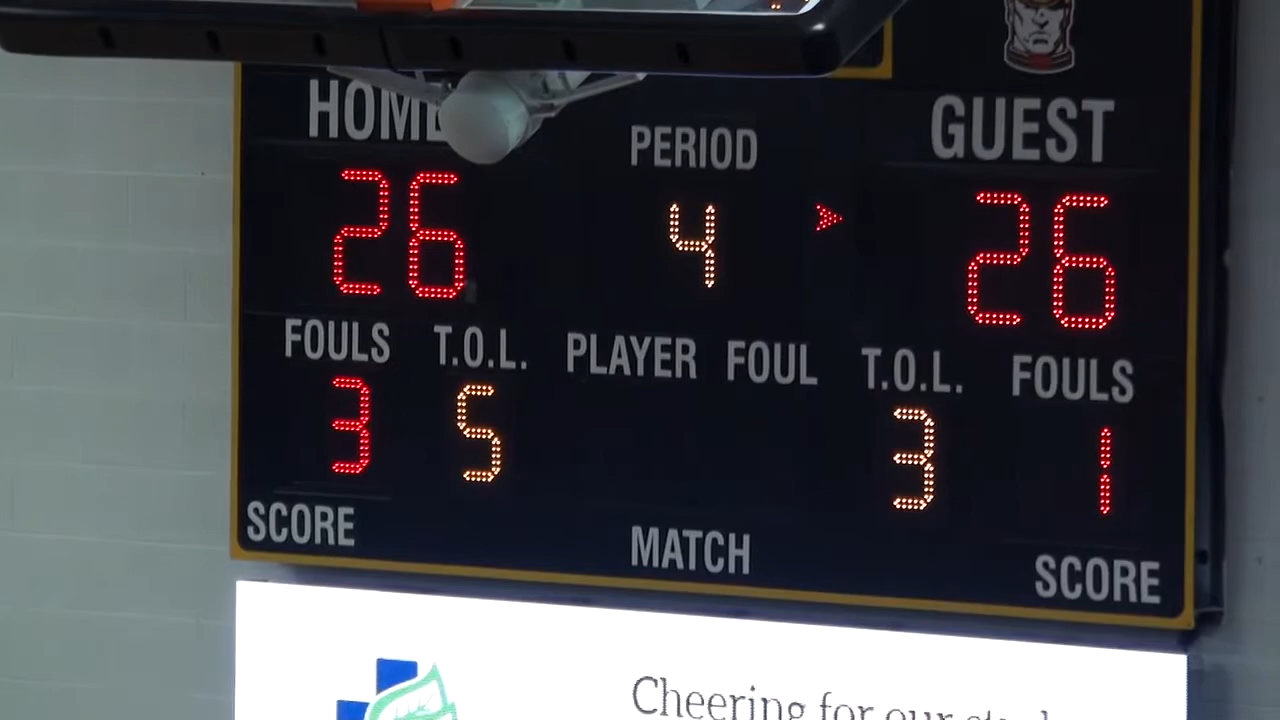 HOME PERIOD GUEST
26 4 26
FOULS T.O.L. PLAYER FOUL T.O.L. FOULS
3 5 3 1
SCORE MATCH SCORE
Cheering for our